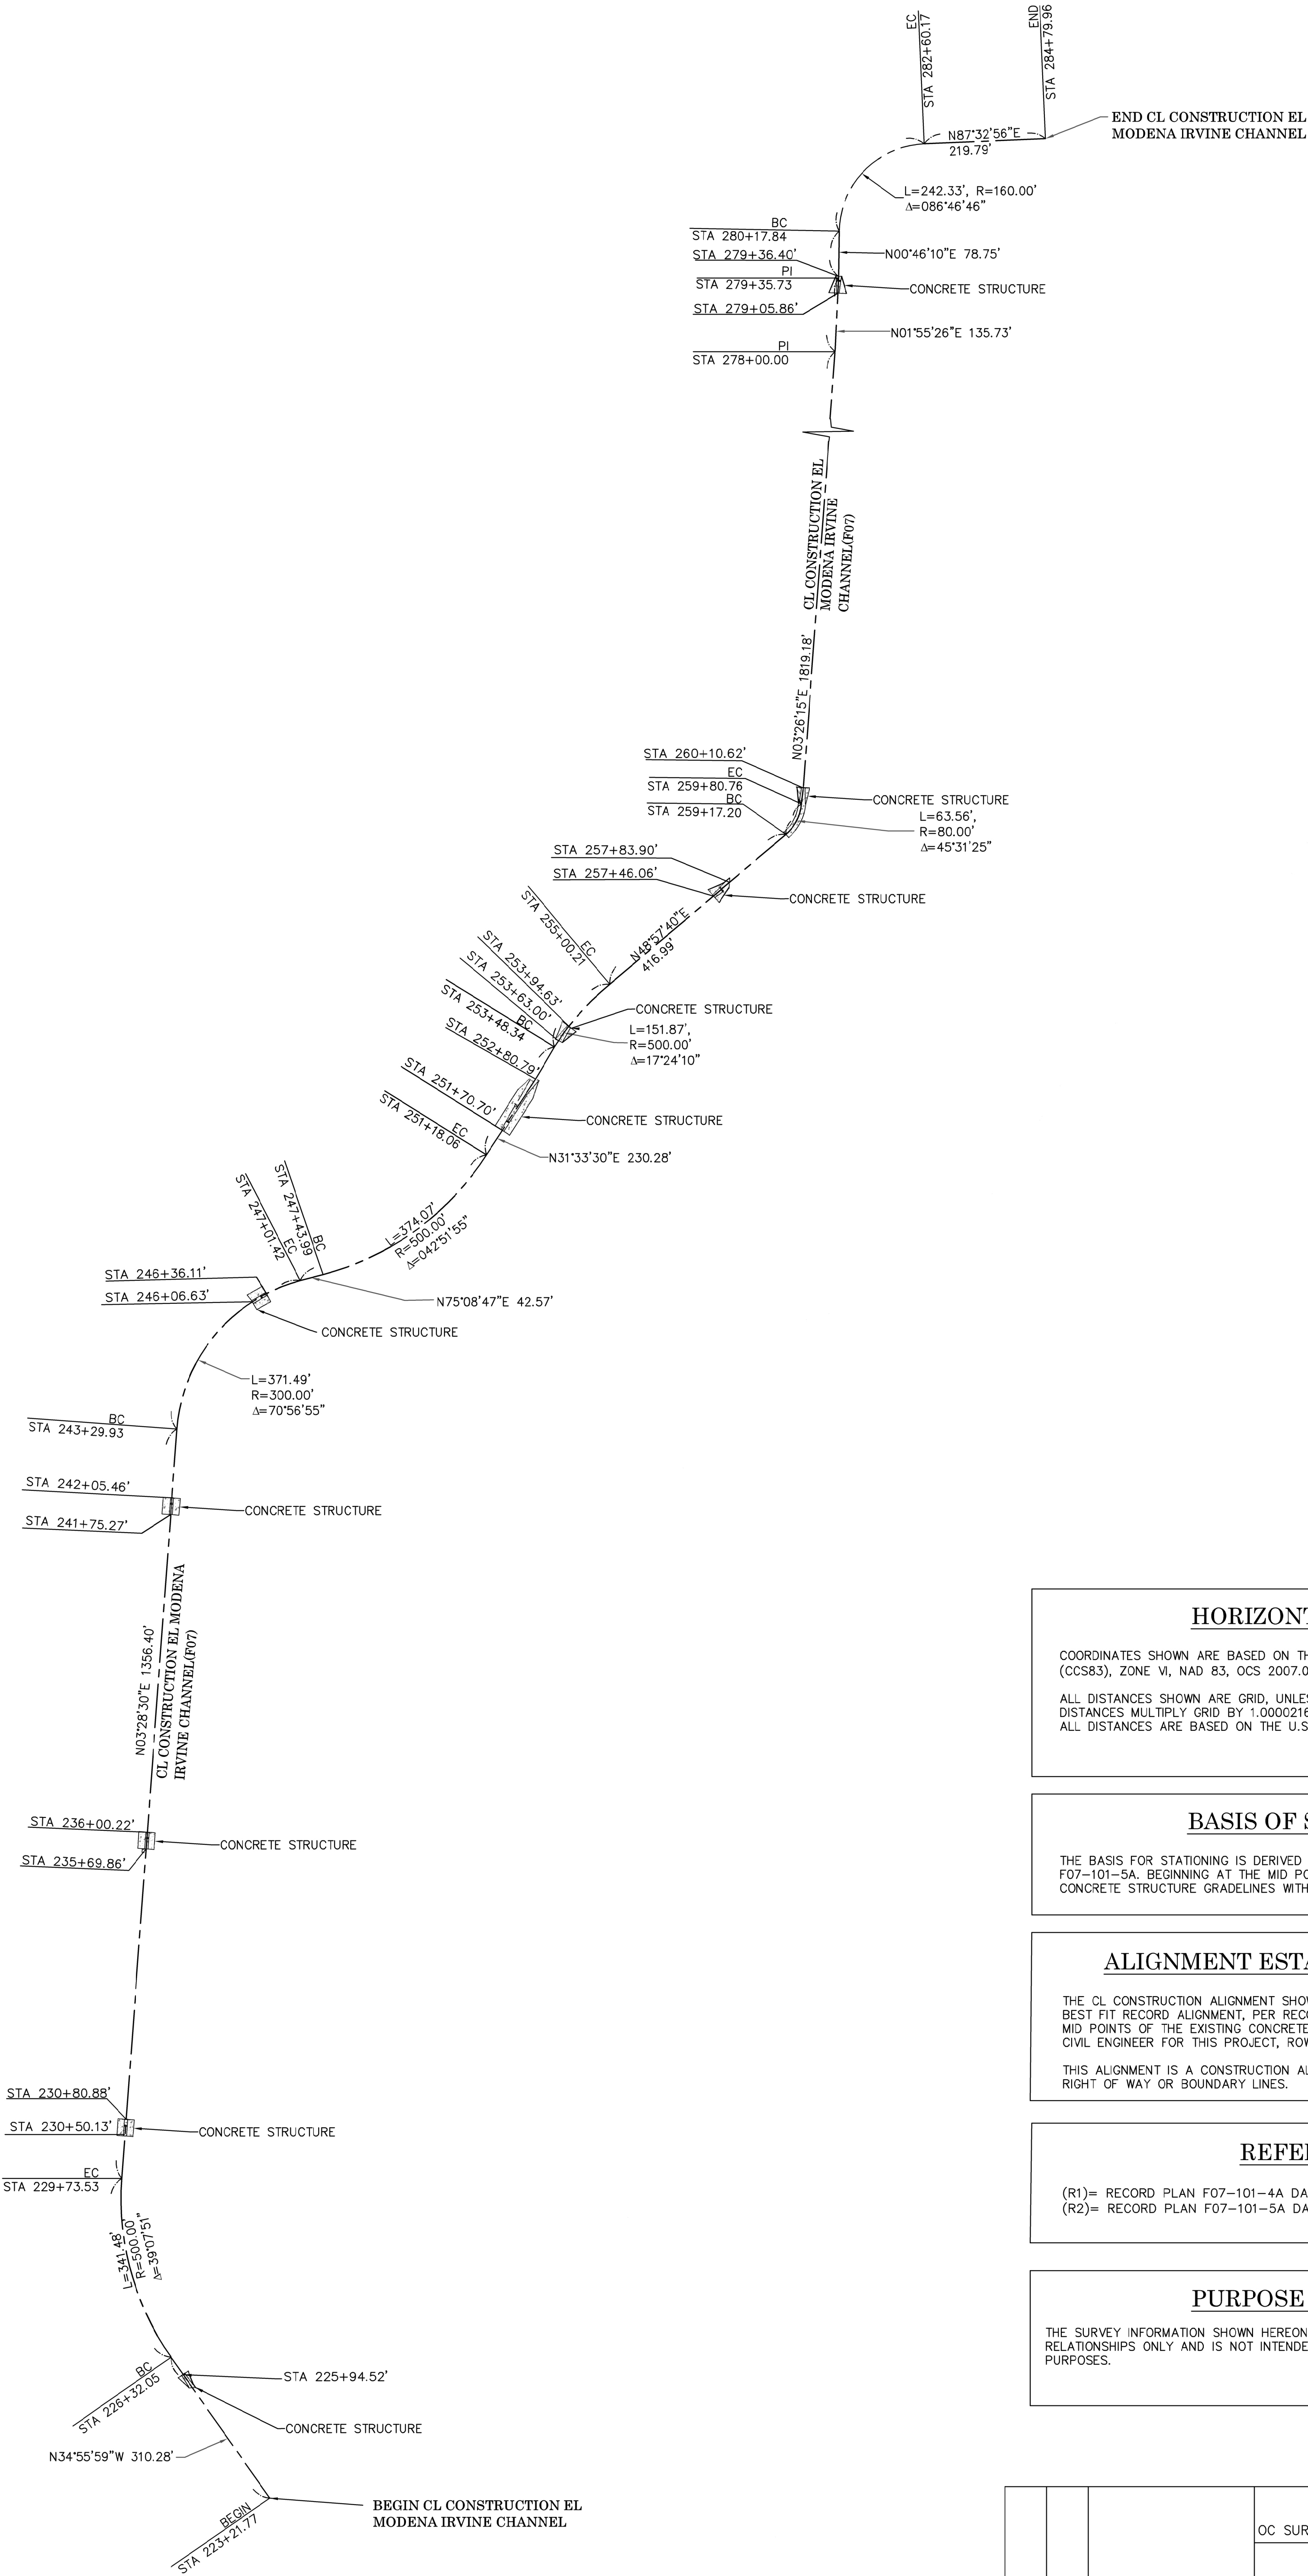 EC
STA 282+60.17
END
STA 284+79.96
END CL CONSTRUCTION EL
MODENA IRVINE CHANNEL
N87°32'56"E
219.79'
L=242.33', R=160.00'
Δ=086°46'46"
BC
STA 280+17.84
STA 279+36.40'
PI
STA 279+35.73
STA 279+05.86'
N00°46'10"E 78.75'
CONCRETE STRUCTURE
N01°55'26"E 135.73'
PI
STA 278+00.00
CL CONSTRUCTION EL
MODENA IRVINE
CHANNEL(F07)
N03°26'15"E 1819.18'
STA 260+10.62'
EC
STA 259+80.76
BC
STA 259+17.20
CONCRETE STRUCTURE
L=63.56',
R=80.00'
Δ=45°31'25"
STA 257+83.90'
STA 257+46.06'
CONCRETE STRUCTURE
EC
STA 255+00.21
N48°57'40"E
416.99'
STA 253+94.63'
STA 253+63.00'
BC
STA 253+48.34
STA 252+80.79'
CONCRETE STRUCTURE
L=151.87',
R=500.00'
Δ=17°24'10"
STA 251+70.70'
EC
STA 251+18.06
CONCRETE STRUCTURE
N31°33'30"E 230.28'
BC
STA 247+43.99
EC
STA 247+01.42
L=374.07'
R=500.00'
Δ=042°51'55"
STA 246+36.11'
STA 246+06.63'
N75°08'47"E 42.57'
CONCRETE STRUCTURE
L=371.49'
R=300.00'
Δ=70°56'55"
BC
STA 243+29.93
STA 242+05.46'
STA 241+75.27'
CONCRETE STRUCTURE
N03°28'30"E 1356.40'
CL CONSTRUCTION EL MODENA
IRVINE CHANNEL(F07)
STA 236+00.22'
STA 235+69.86'
CONCRETE STRUCTURE
STA 230+80.88'
STA 230+50.13'
CONCRETE STRUCTURE
EC
STA 229+73.53
L=341.48'
R=500.00'
Δ=39°07'51"
BC
STA 226+32.05
STA 225+94.52'
CONCRETE STRUCTURE
N34°55'59"W 310.28'
BEGIN
STA 223+21.77
BEGIN CL CONSTRUCTION EL
MODENA IRVINE CHANNEL
HORIZONT
COORDINATES SHOWN ARE BASED ON TH
(CCS83), ZONE VI, NAD 83, OCS 2007.0
ALL DISTANCES SHOWN ARE GRID, UNLES
DISTANCES MULTIPLY GRID BY 1.0000216
ALL DISTANCES ARE BASED ON THE U.S
BASIS OF S
THE BASIS FOR STATIONING IS DERIVED
F07-101-5A. BEGINNING AT THE MID PO
CONCRETE STRUCTURE GRADELINES WITH
ALIGNMENT ESTA
THE CL CONSTRUCTION ALIGNMENT SHOW
BEST FIT RECORD ALIGNMENT, PER RECO
MID POINTS OF THE EXISTING CONCRETE
CIVIL ENGINEER FOR THIS PROJECT, ROW
THIS ALIGNMENT IS A CONSTRUCTION AL
RIGHT OF WAY OR BOUNDARY LINES.
REFE
(R1)= RECORD PLAN F07-101-4A DA
(R2)= RECORD PLAN F07-101-5A DA
PURPOSE
THE SURVEY INFORMATION SHOWN HEREON
RELATIONSHIPS ONLY AND IS NOT INTENDE
PURPOSES.
OC SUR